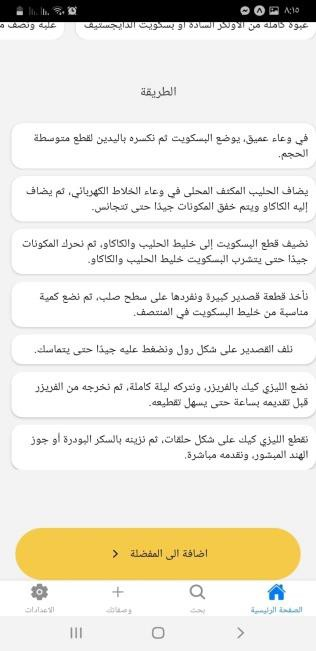 ٨:١٥
عبوة كاملة من الأولكر السادة او بسكويت الدايجستيف
علبة ونصف
الطريقة
في وعاء عميق، يوضع البسكويت ثم نكسره باليدين لقطع متوسطة
الحجم.
يضاف الحليب المكثف المحلى في وعاء الخلاط الكهربائي، ثم يضاف
إليه الكاكاو ويتم خفق المكونات جيدًا حتى تتجانس.
نضيف قطع البسكويت إلى خليط الحليب والكاكاو، ثم نحرك المكونات
جيدًا حتى يتشرب البسكويت خليط الحليب والكاكاو.
نأخذ قطعة قصدير كبيرة ونفردها على سطح صلب، ثم نضع كمية
مناسبة من خليط البسكويت في المنتصف.
نلف القصدير على شكل رول ونضغط عليه جيدًا حتى يتماسك.
نضع الليزي كيك بالفريزر، ونتركه ليلة كاملة، ثم نخرجه من الفريزر
قبل تقديمه بساعة حتى يسهل تقطيعه.
نقطع الليزي كيك على شكل حلقات، ثم نزينه بالسكر البودرة أو جوز
الهند المبشور، ونقدمه مباشرة.
اضافة الى المفضلة
الصفحة الرئيسية
بحث
وصفاتك
الاعدادات